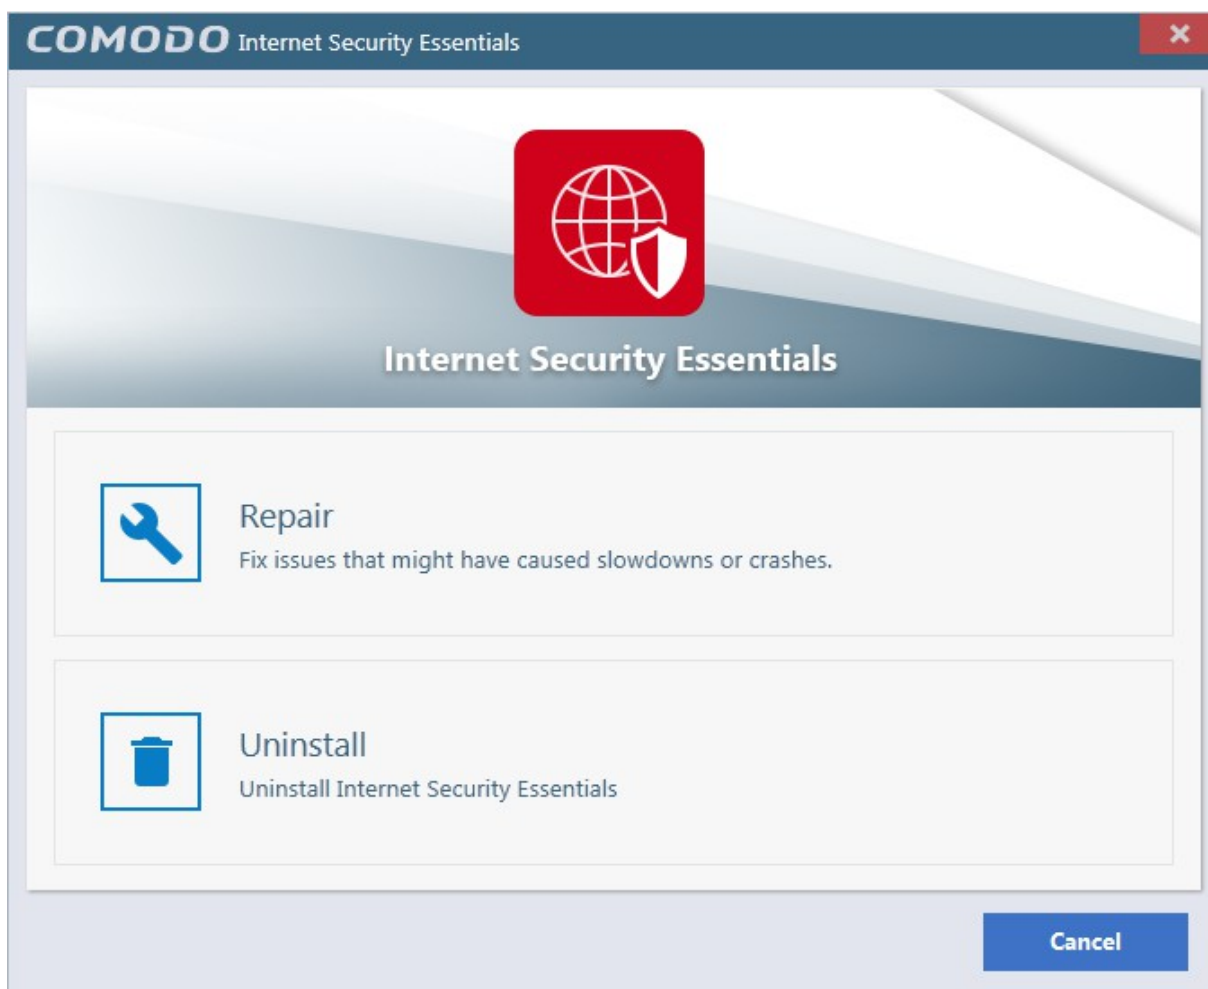 COMODO Internet Security Essentials
Internet Security Essentials
Repair
Fix issues that might have caused slowdowns or crashes.
Uninstall
Uninstall Internet Security Essentials
Cancel